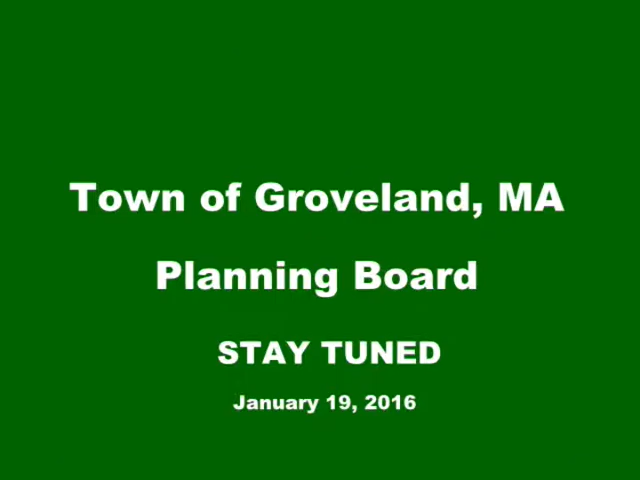 Town of Groveland, MA
Planning Board
STAY TUNED
January 19, 2016